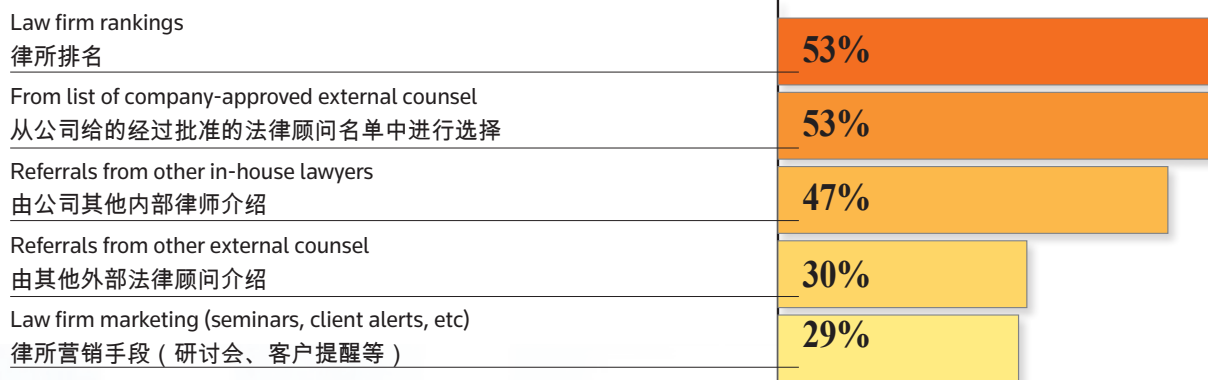 Law firm rankings
律所排名
53%
From list of company-approved external counsel
从公司给的经过批准的法律顾问名单中进行选择
53%
Referrals from other in-house lawyers
由公司其他内部律师介绍
47%
Referrals from other external counsel
由其他外部法律顾问介绍
30%
Law firm marketing (seminars, client alerts, etc)
律所营销手段（研讨会、客户提醒等）
29%